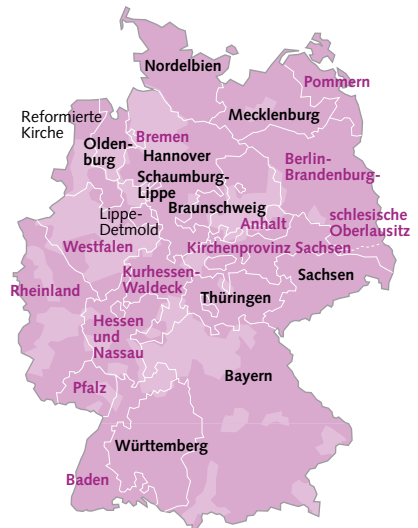 Nordelbien
Pommern
Mecklenburg
Reformierte
Kirche
Bremen
Olden-
burg
Hannover
Berlin-
Brandenburg-
Schaumburg-
Lippe
Braunschweig
Lippe-
Detmold
Anhalt
schlesische
Oberlausitz
Westfalen
Kirchenprovinz Sachsen
Kurhessen-
Waldeck
Sachsen
Rheinland
Thüringen
Hessen
und
Nassau
Bayern
Pfalz
Württemberg
Baden